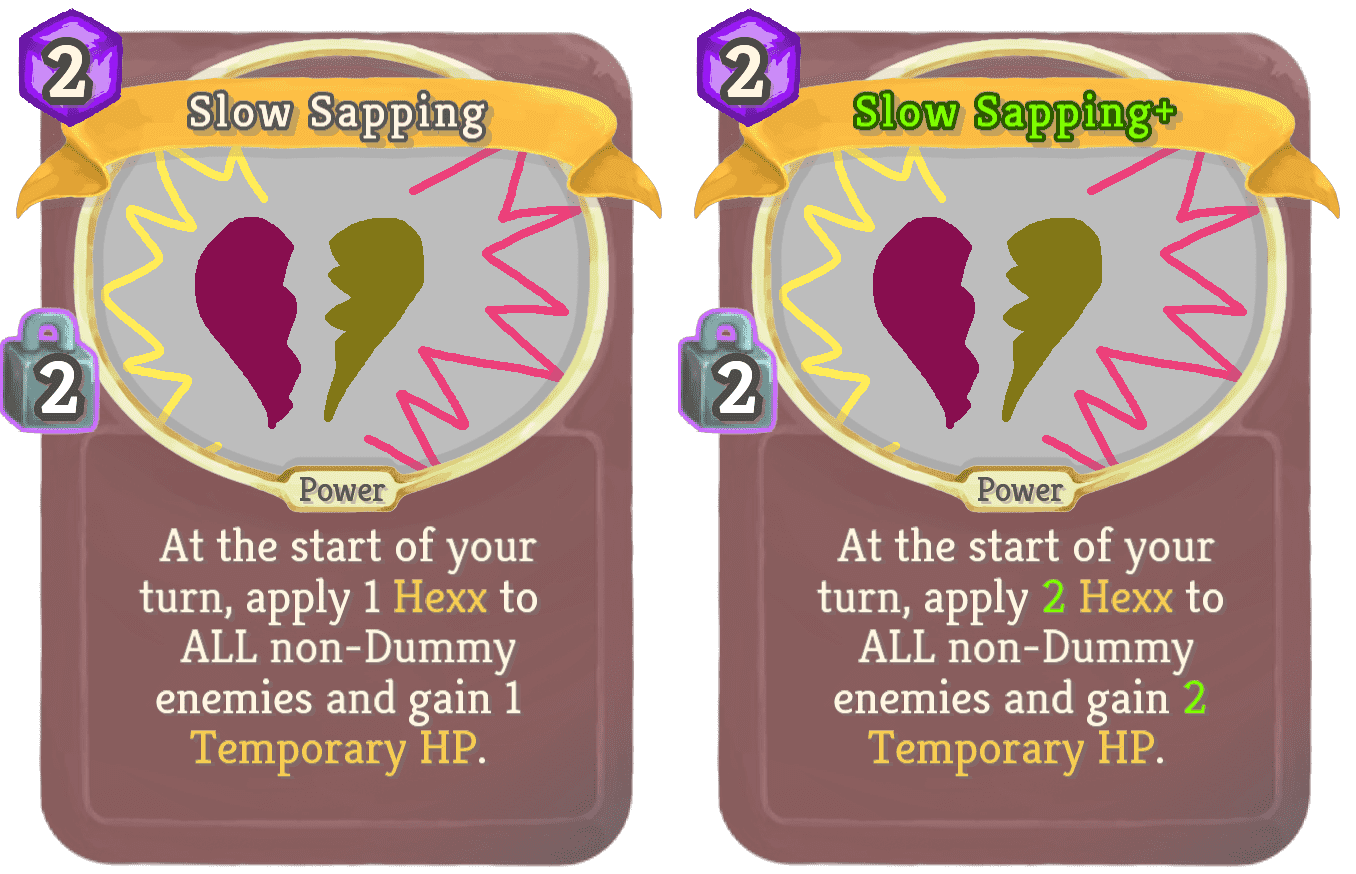 2
Slow Sapping
2
Power
At the start of your
turn, apply 1 Hexx to
ALL non-Dummy
enemies and gain 1
Temporary HP.
2
Slow Sapping+
2
Power
At the start of your
turn, apply 2 Hexx to
ALL non-Dummy
enemies and gain 2
Temporary HP.